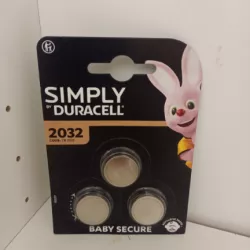 SIMPLY
BY DURACELL
2032
BABY SECURE